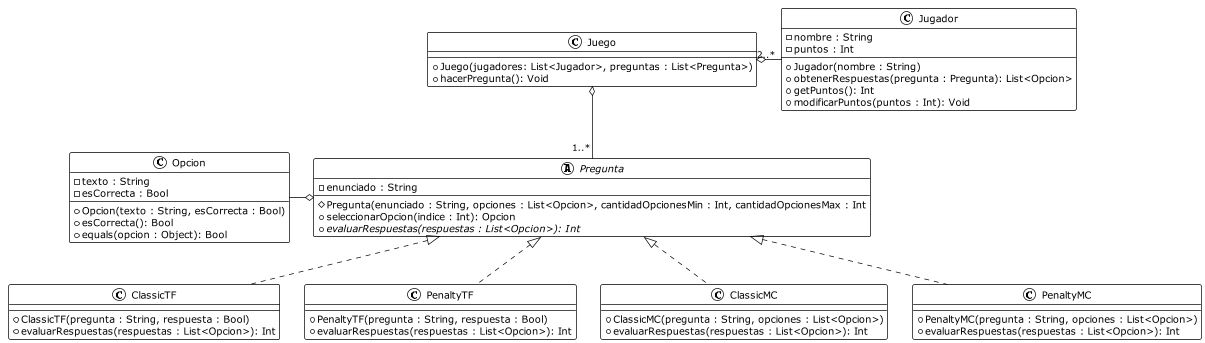 C Jugador
nombre : String
puntos : Int
Jugador(nombre : String)
obtenerRespuestas(pregunta : Pregunta): List<Opcion>
getPuntos(): Int
modificarPuntos(puntos : Int): Void
C Juego
Juego(jugadores: List<Jugador>, preguntas : List<Pregunta>)
hacerPregunta(): Void
2..*
1..*
C Opcion
texto : String
esCorrecta : Bool
Opcion(texto : String, esCorrecta : Bool)
esCorrecta(): Bool
equals(opcion : Object): Bool
A Pregunta
enunciado : String
Pregunta(enunciado : String, opciones : List<Opcion>, cantidadOpcionesMin : Int, cantidadOpcionesMax : Int
seleccionarOpcion(indice : Int): Opcion
evaluarRespuestas(respuestas : List<Opcion>): Int
C ClassicTF
ClassicTF(pregunta : String, respuesta : Bool)
evaluarRespuestas(respuestas : List<Opcion>): Int
C PenaltyTF
PenaltyTF(pregunta : String, respuesta : Bool)
evaluarRespuestas(respuestas : List<Opcion>): Int
C ClassicMC
ClassicMC(pregunta : String, opciones : List<Opcion>)
evaluarRespuestas(respuestas : List<Opcion>): Int
C PenaltyMC
PenaltyMC(pregunta : String, opciones : List<Opcion>)
evaluarRespuestas(respuestas : List<Opcion>): Int